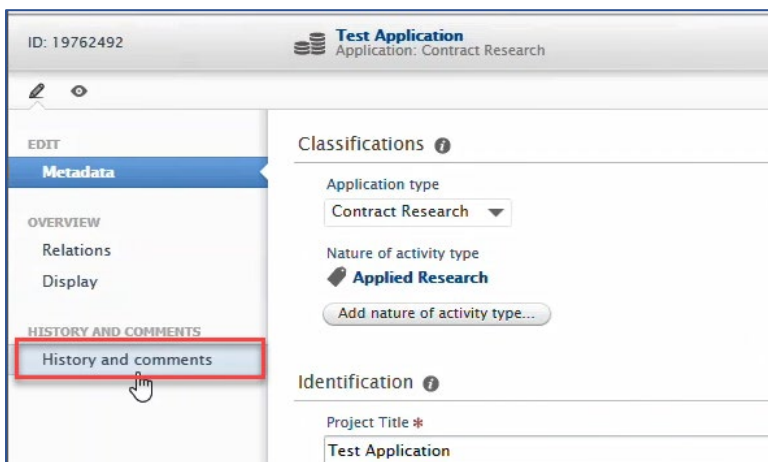 ID: 19762492
Test Application
Application: Contract Research
EDIT
Metadata
OVERVIEW
Relations
Display
HISTORY AND COMMENTS
History and comments
Classifications
Application type
Contract Research
Nature of activity type
Applied Research
Add nature of activity type...
Identification
Project Title *
Test Application